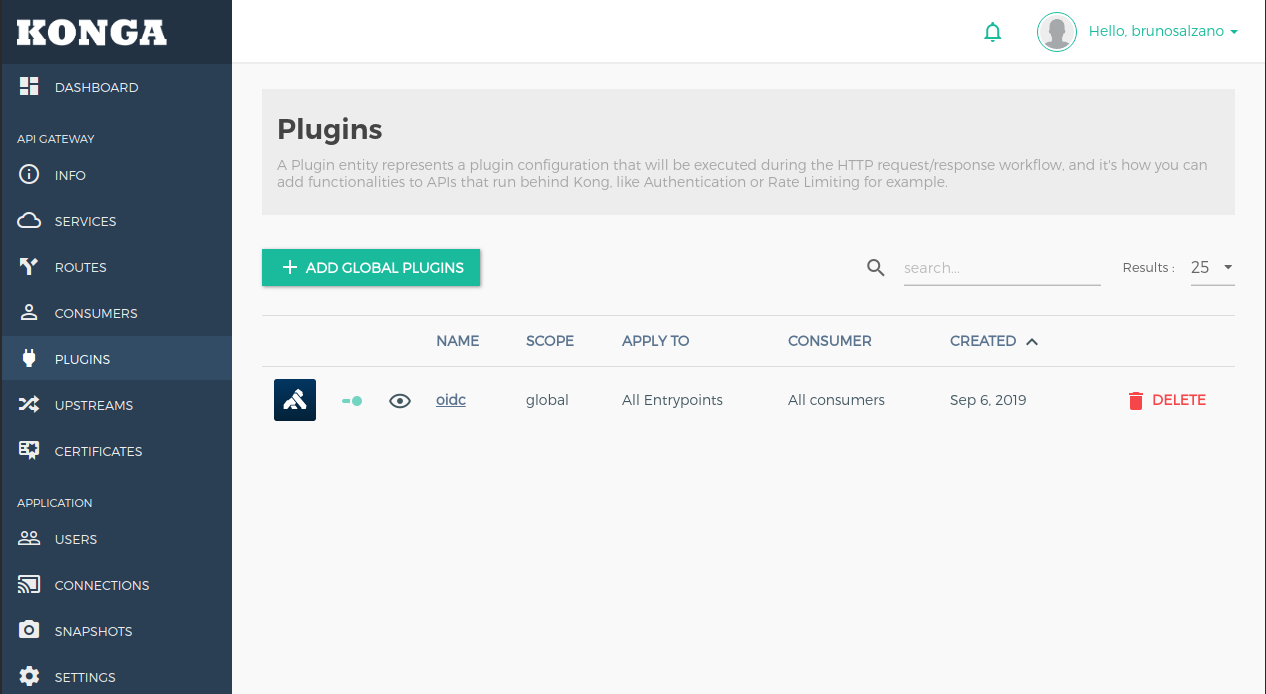 KONGA
Hello, brunosalzano
DASHBOARD
API GATEWAY
INFO
SERVICES
ROUTES
CONSUMERS
PLUGINS
UPSTREAMS
CERTIFICATES
APPLICATION
USERS
CONNECTIONS
SNAPSHOTS
SETTINGS
Plugins
A Plugin entity represents a plugin configuration that will be executed during the HTTP request/response workflow, and it's how you can
add functionalities to APIs that run behind Kong, like Authentication or Rate Limiting for example.
ADD GLOBAL PLUGINS
search...
Results :
25
NAME SCOPE APPLY TO CONSUMER CREATED
oidc global All Entrypoints All consumers Sep 6, 2019 DELETE